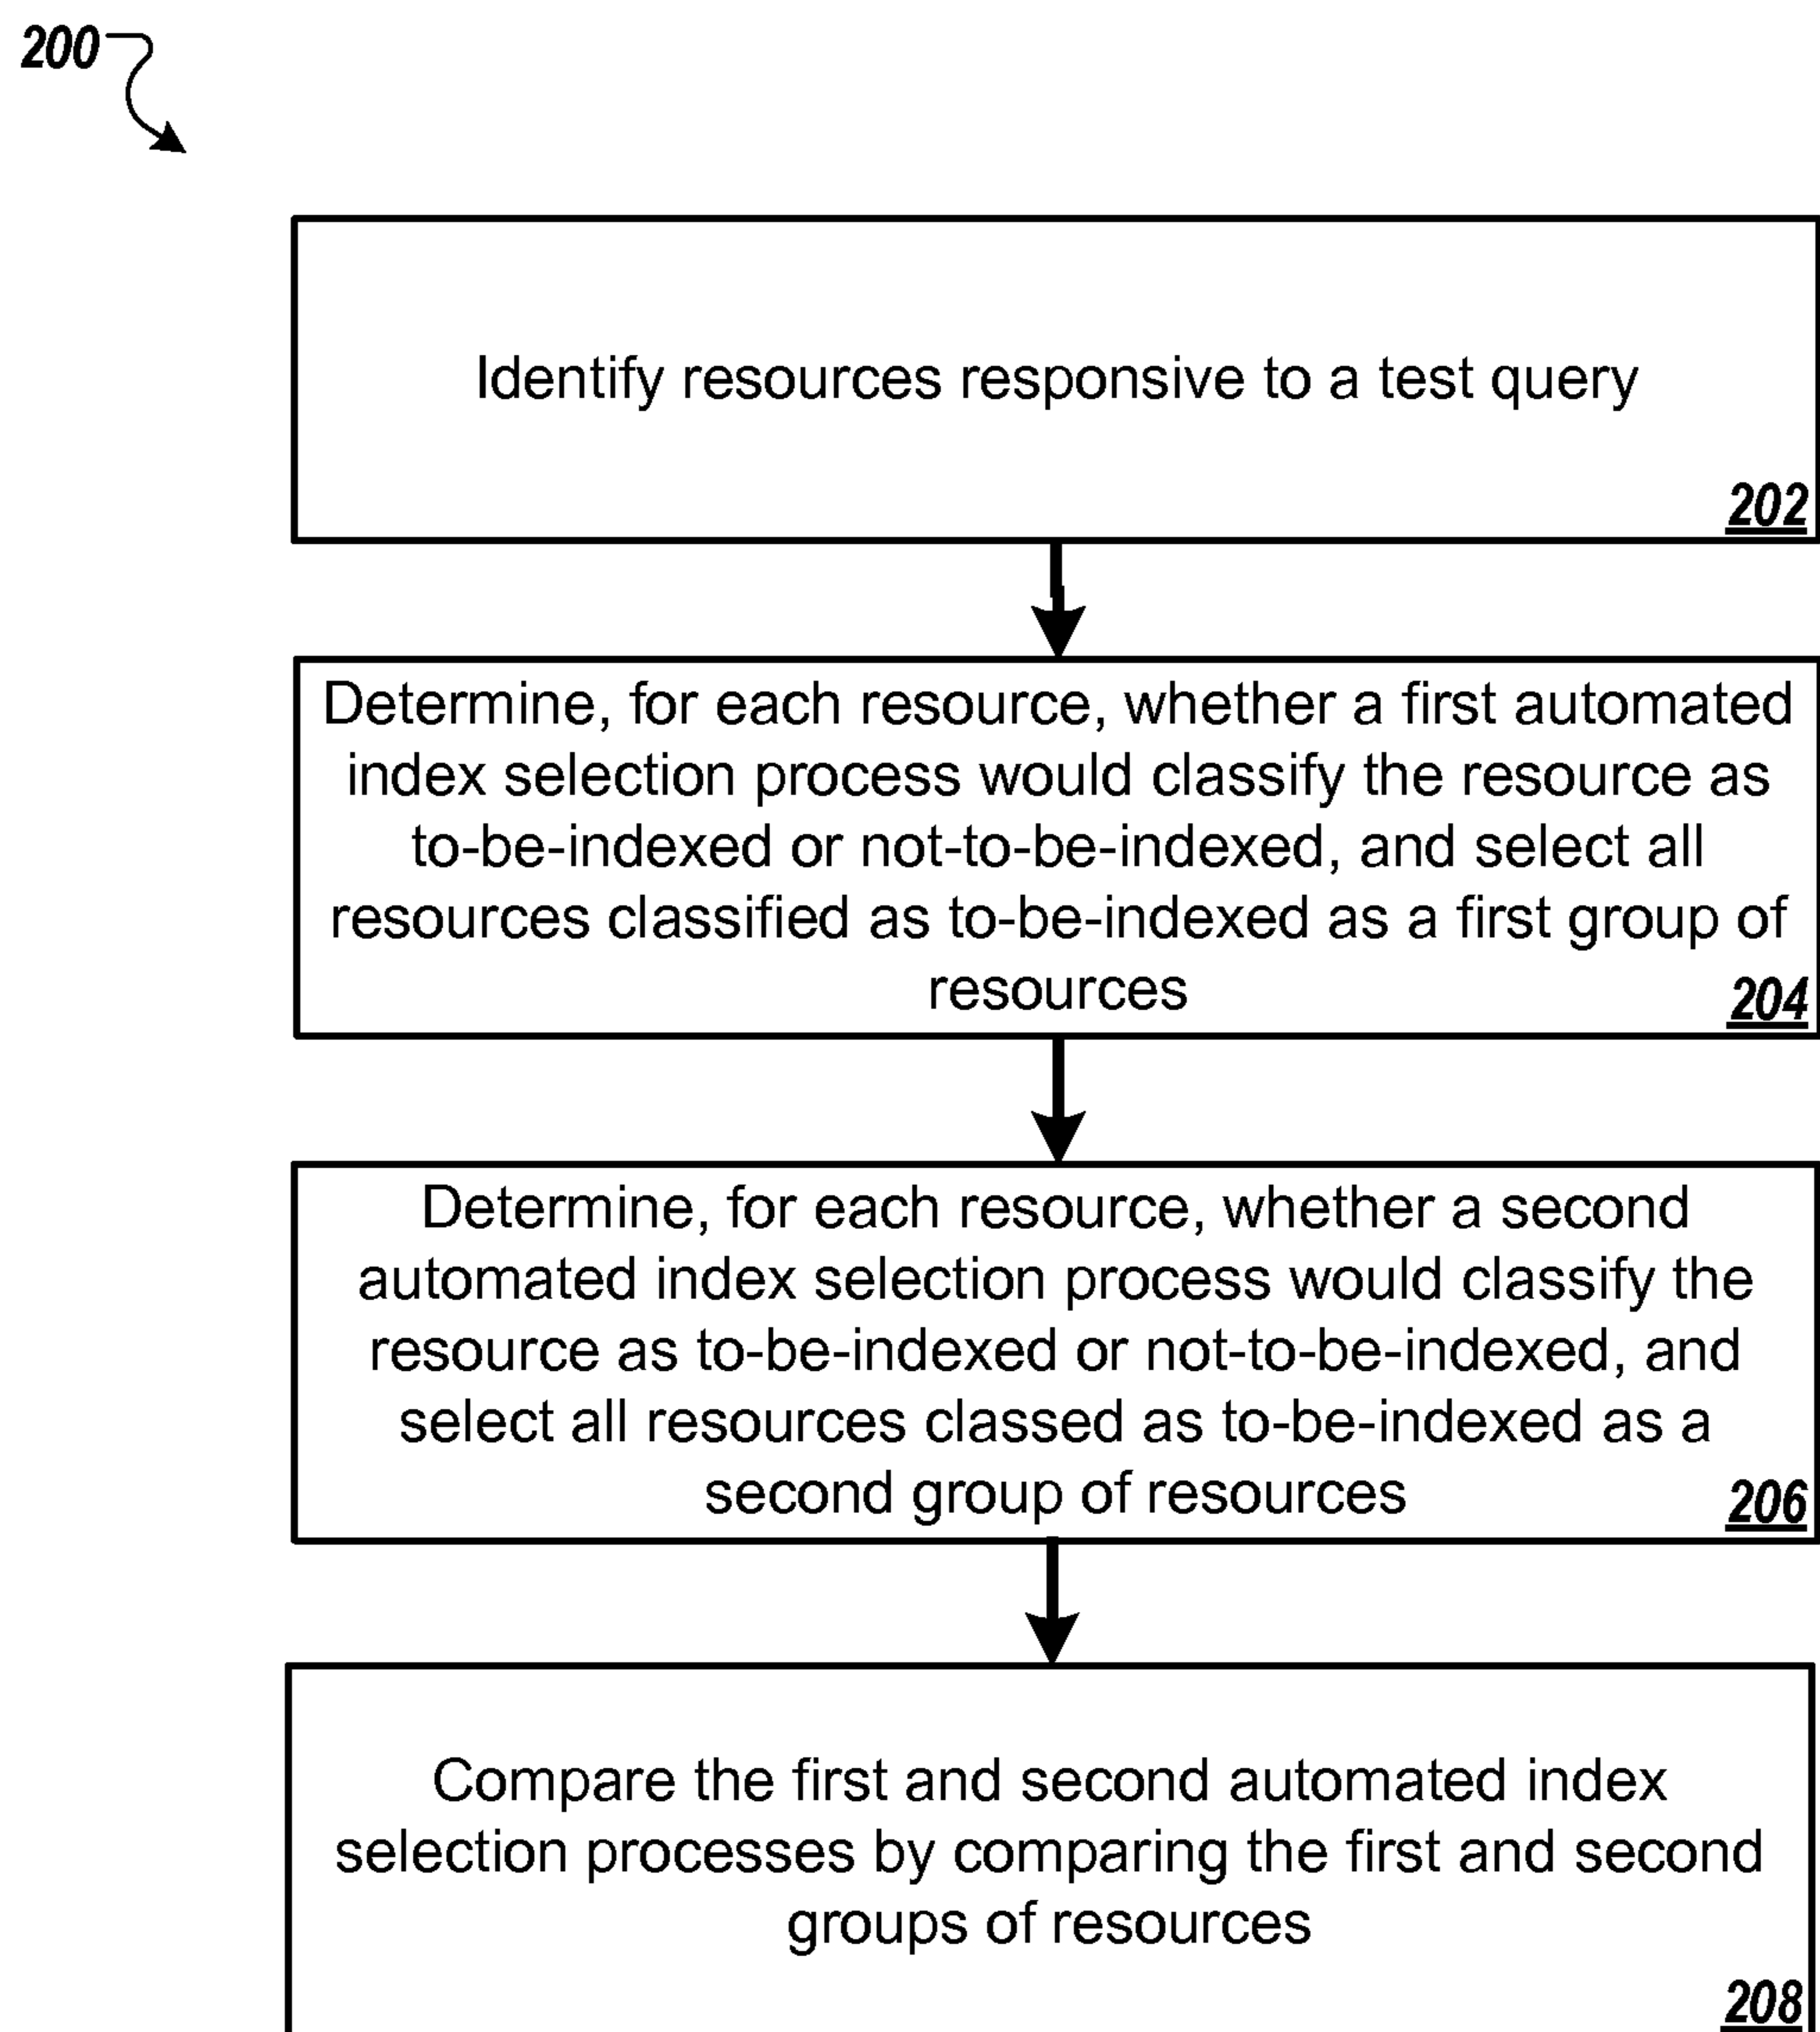 200
Identify resources responsive to a test query
202
Determine, for each resource, whether a first automated
index selection process would classify the resource as
to-be-indexed or not-to-be-indexed, and select all
resources classified as to-be-indexed as a first group of
resources
204
Determine, for each resource, whether a second
automated index selection process would classify the
resource as to-be-indexed or not-to-be-indexed, and
select all resources classed as to-be-indexed as a
second group of resources
206
Compare the first and second automated index
selection processes by comparing the first and second
groups of resources
208